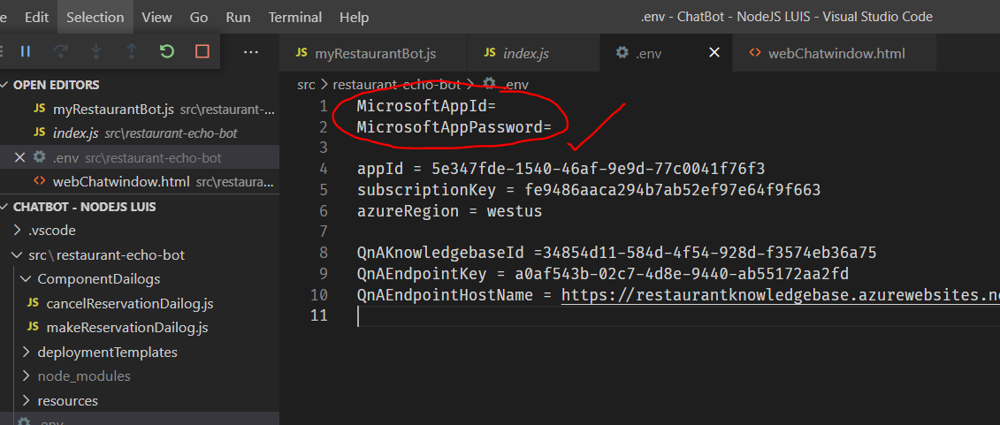 e Edit Selection View Go Run Terminal Help .env - ChatBot - NodeJS LUIS - Visual Studio Code
JS myRestaurantBot.js JS index.js .env webChatwindow.html
OPEN EDITORS
JS myRestaurantBot.js src\restaurant-...
JS index.js src\restaurant-echo-bot
.env src\restaurant-echo-bot
webChatwindow.html src\restaura...
CHATBOT - NODEJS LUIS
.vscode
src\restaurant-echo-bot
ComponentDailogs
JS cancelReservationDailog.js
JS makeReservationDailog.js
deploymentTemplates
node_modules
resources
.env
src > restaurant-echo-bot > .env
1 MicrosoftAppId=
2 MicrosoftAppPassword=
3
4 appId = 5e347fde-1540-46af-9e9d-77c0041f76f3
5 subscriptionKey = fe9486aaca294b7ab52ef97e64f9f663
6 azureRegion = westus
7
8 QnAKnowledgebaseId =34854d11-584d-4f54-928d-f3574eb36a75
9 QnAEndpointKey = a0af543b-02c7-4d8e-9440-ab55172aa2fd
10 QnAEndpointHostName = https://restaurantknowledgebase.azurewebsites.ne
11